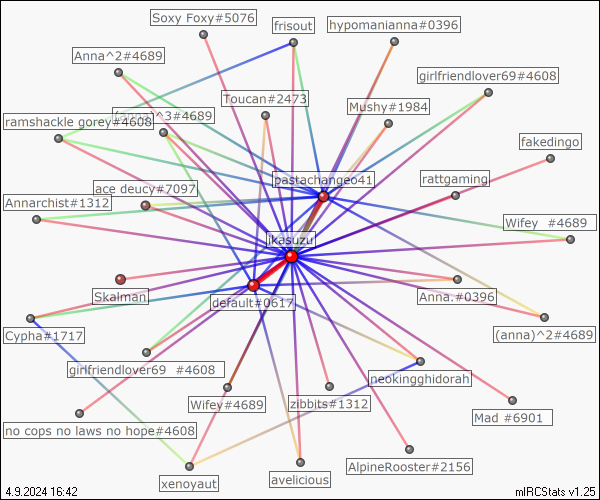 Soxy Foxy#5076
frisout
hypomanianna#0396
Anna^2#4689
girlfriendlover69#4608
Toucan#2473
Mushy#1984
(anna)^3#4689
ramshackle gorey#4608
fakedingo
pastachangeo41
rattgaming
ace deucy#7097
Annarchist#1312
Wifey #4689
ikasuzu
Skalman
default#0617
Anna.#0396
Cypha#1717
(anna)^2#4689
girlfriendlover69 #4608
neokingghidorah
Wifey#4689
zibbits#1312
Mad #6901
no cops no laws no hope#4608
AlpineRooster#2156
xenoyaut
avelicious
4.9.2024 16:42
mIRCStats v1.25